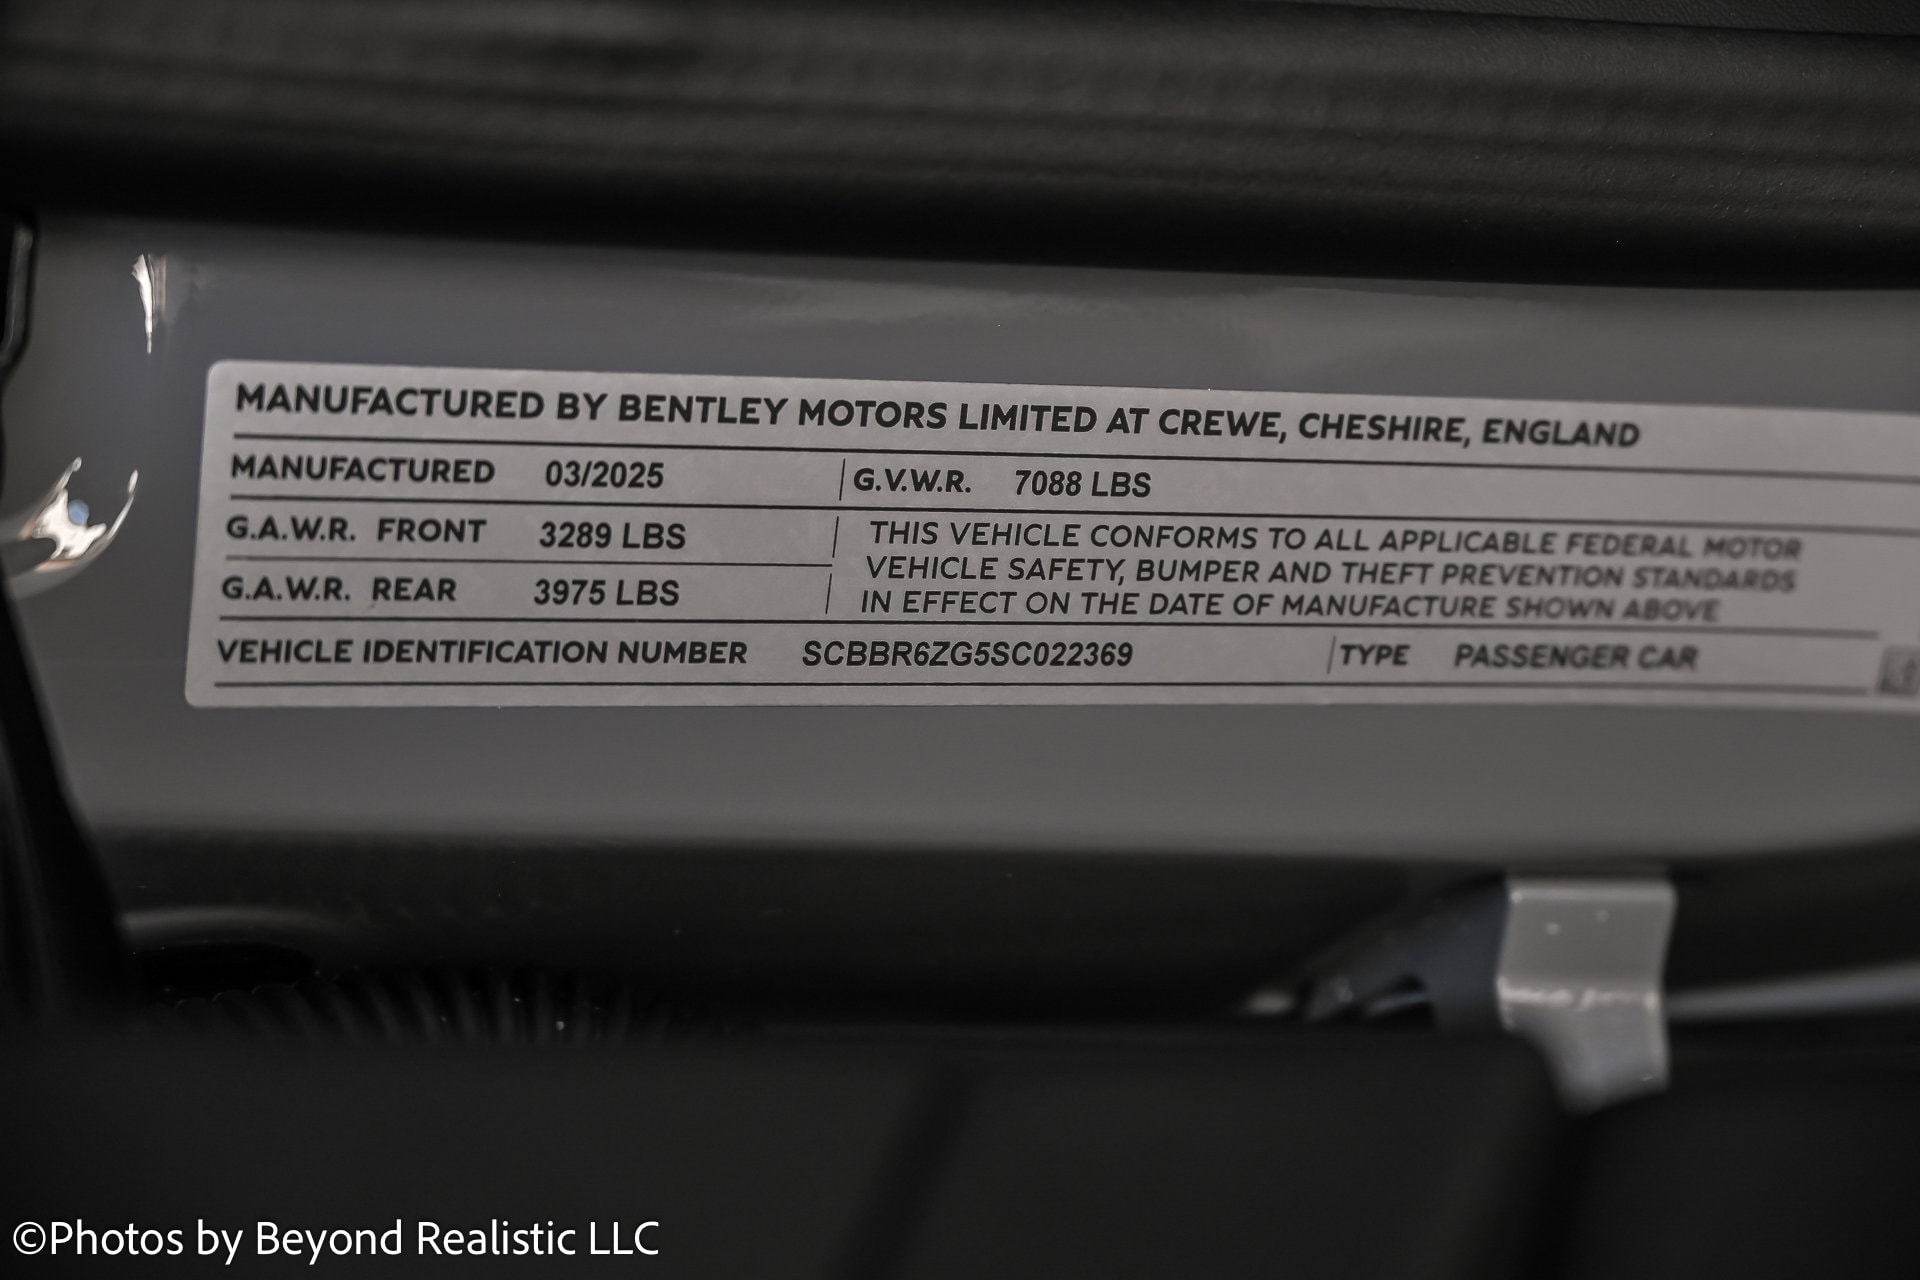 MANUFACTURED BY BENTLEY MOTORS LIMITED AT CREWE, CHESHIRE, ENGLAND
MANUFACTURED 03/2025 G.V.W.R. 7088 LBS
G.A.W.R. FRONT 3289 LBS
G.A.W.R. REAR 3975 LBS
THIS VEHICLE CONFORMS TO ALL APPLICABLE FEDERAL MOTOR
VEHICLE SAFETY, BUMPER AND THEFT PREVENTION STANDARDS
IN EFFECT ON THE DATE OF MANUFACTURE SHOWN ABOVE
VEHICLE IDENTIFICATION NUMBER SCBBR6ZG5SC022369 TYPE PASSENGER CAR
©Photos by Beyond Realistic LLC